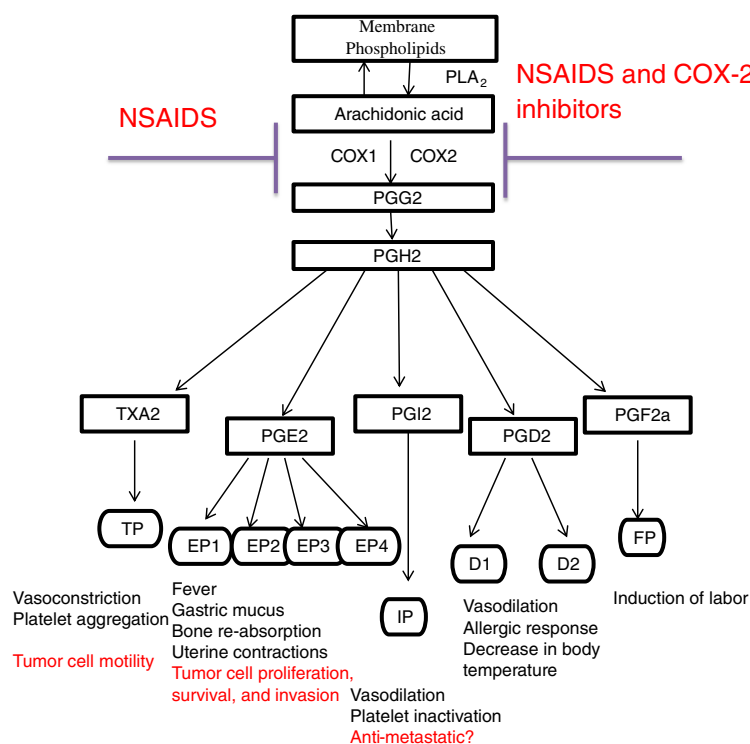 Membrane
Phospholipids
PLA2
NSAIDS and COX-2
inhibitors
NSAIDS
Arachidonic acid
COX1
COX2
PGG2
PGH2
TXA2
PGE2
PGI2
PGD2
PGF2a
TP
EP1
EP2
EP3
EP4
D1
D2
FP
IP
Vasoconstriction
Platelet aggregation
Tumor cell motility
Fever
Gastric mucus
Bone re-absorption
Uterine contractions
Tumor cell proliferation,
survival, and invasion
Vasodilation
Platelet inactivation
Anti-metastatic?
Vasodilation
Allergic response
Decrease in body
temperature
Induction of labor